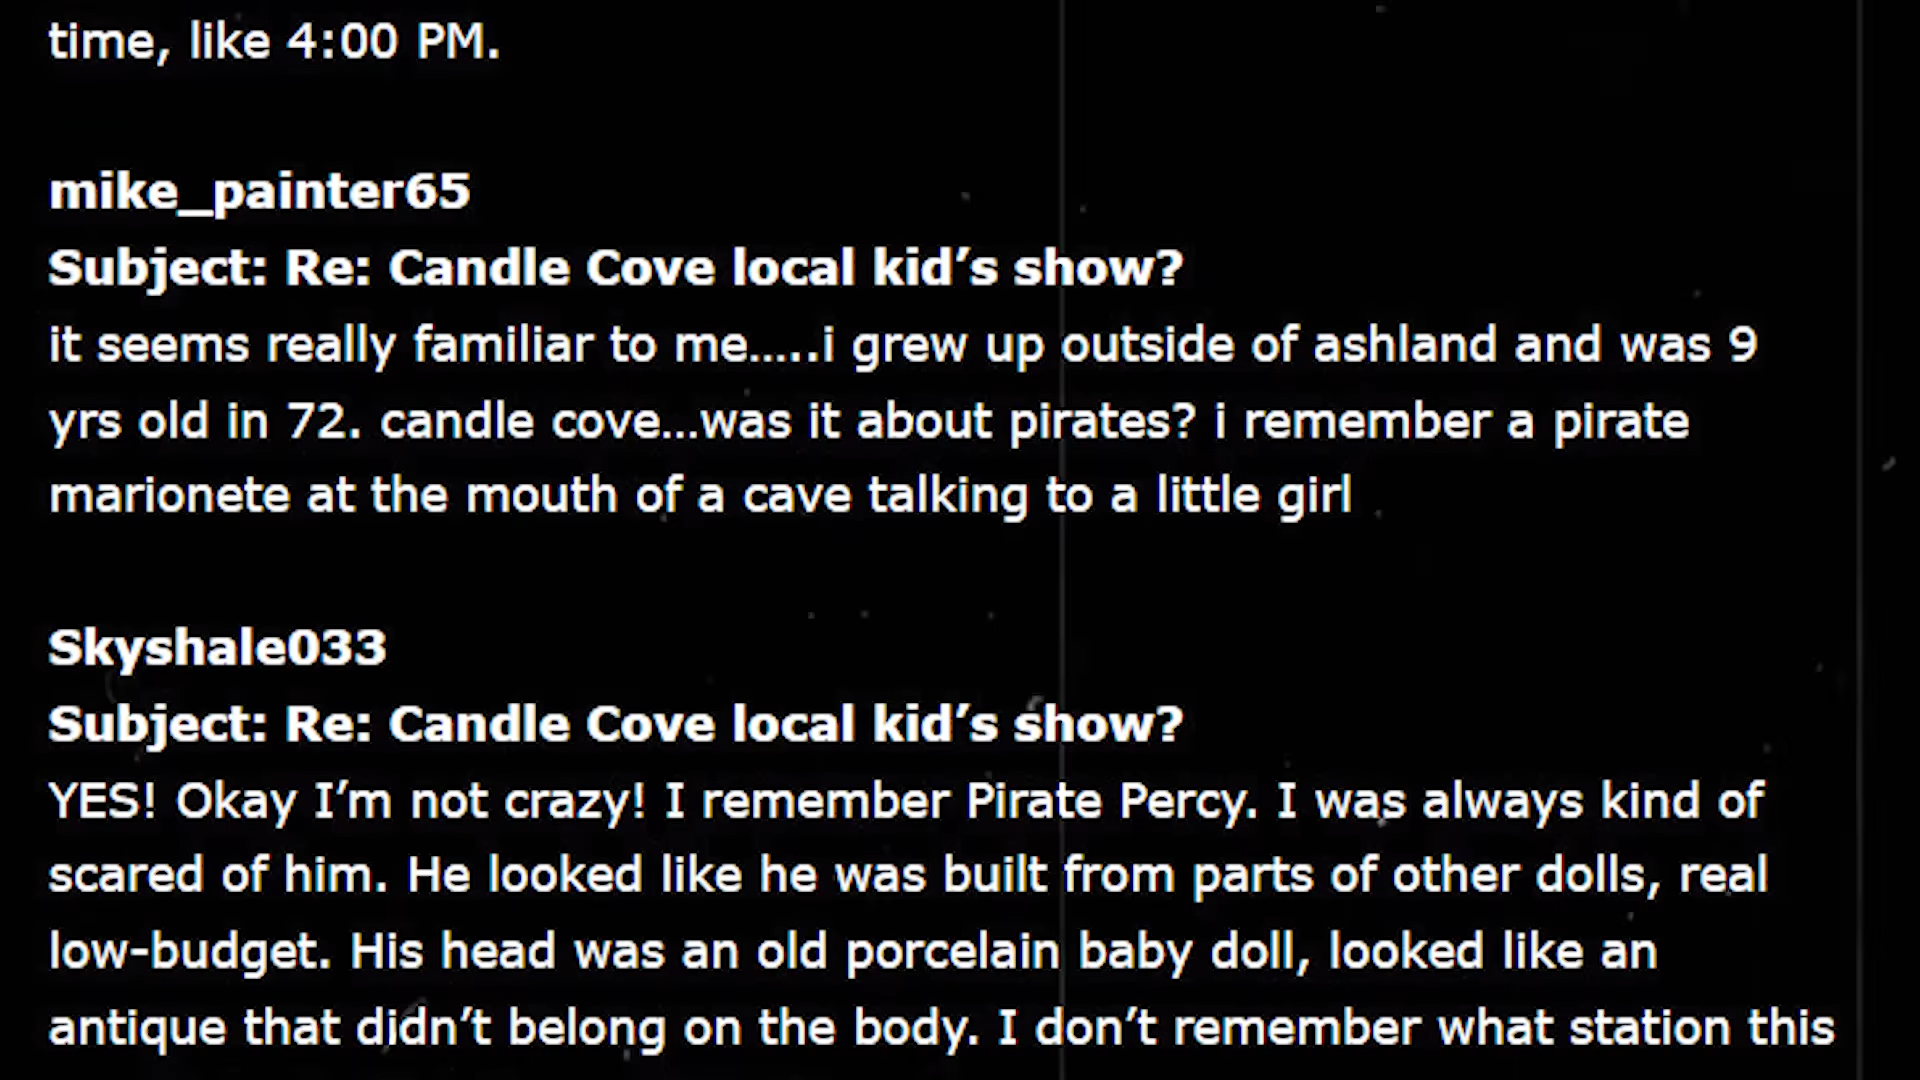 time, like 4:00 PM.
mike_painter65
Subject: Re: Candle Cove local kid’s show?
it seems really familiar to me…..i grew up outside of ashland and was 9
yrs old in 72. candle cove…was it about pirates? i remember a pirate
marionete at the mouth of a cave talking to a little girl
Skyshale033
Subject: Re: Candle Cove local kid’s show?
YES! Okay I’m not crazy! I remember Pirate Percy. I was always kind of
scared of him. He looked like he was built from parts of other dolls, real
low-budget. His head was an old porcelain baby doll, looked like an
antique that didn’t belong on the body. I don’t remember what station this